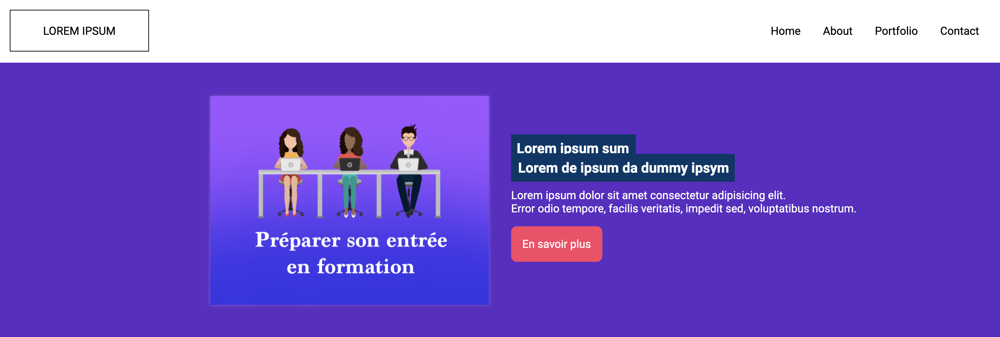 LOREM IPSUM
Home About Portfolio Contact
Préparer son entrée
en formation
Lorem ipsum sum
Lorem de ipsum da dummy ipsym
Lorem ipsum dolor sit amet consectetur adipisicing elit.
Error odio tempore, facilis veritatis, impedit sed, voluptatibus nostrum.
En savoir plus